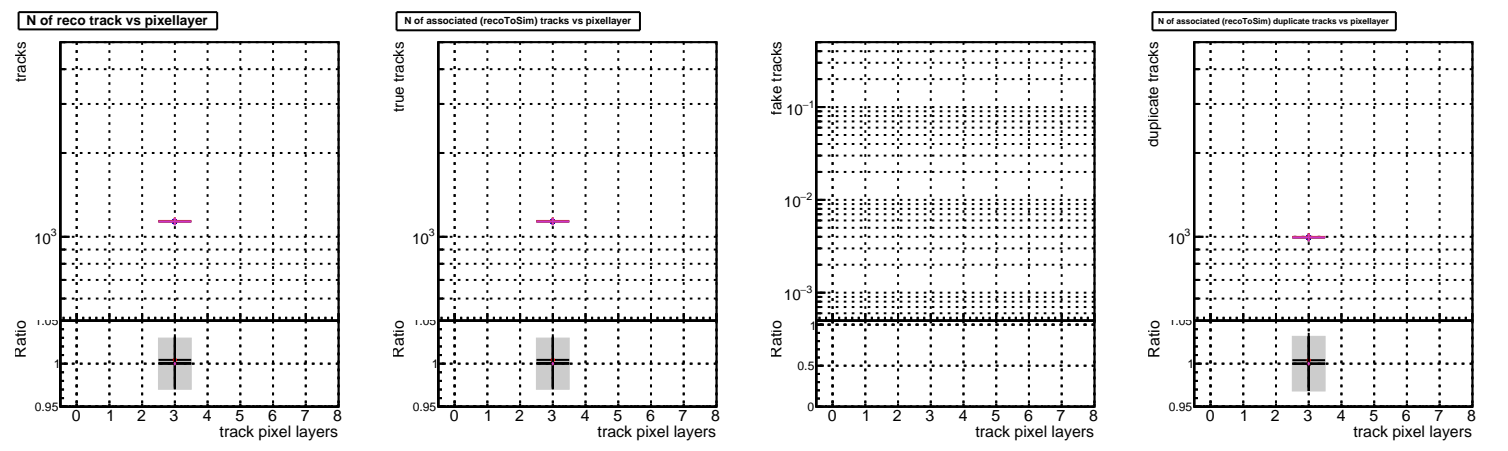 N of reco track vs pixellayer
tracks
10³
Ratio
1.05
1
0.95
0 1 2 3 4 5 6 7 8
track pixel layers
N of associated (recoToSim) tracks vs pixellayer
true tracks
10³
Ratio
1.05
1
0.95
0 1 2 3 4 5 6 7 8
track pixel layers
fake tracks
10⁻¹
10⁻²
10⁻³
Ratio
1
0.5
0
0 1 2 3 4 5 6 7 8
track pixel layers
N of associated (recoToSim) duplicate tracks vs pixellayer
duplicate tracks
10³
Ratio
1.05
1
0.95
0 1 2 3 4 5 6 7 8
track pixel layers